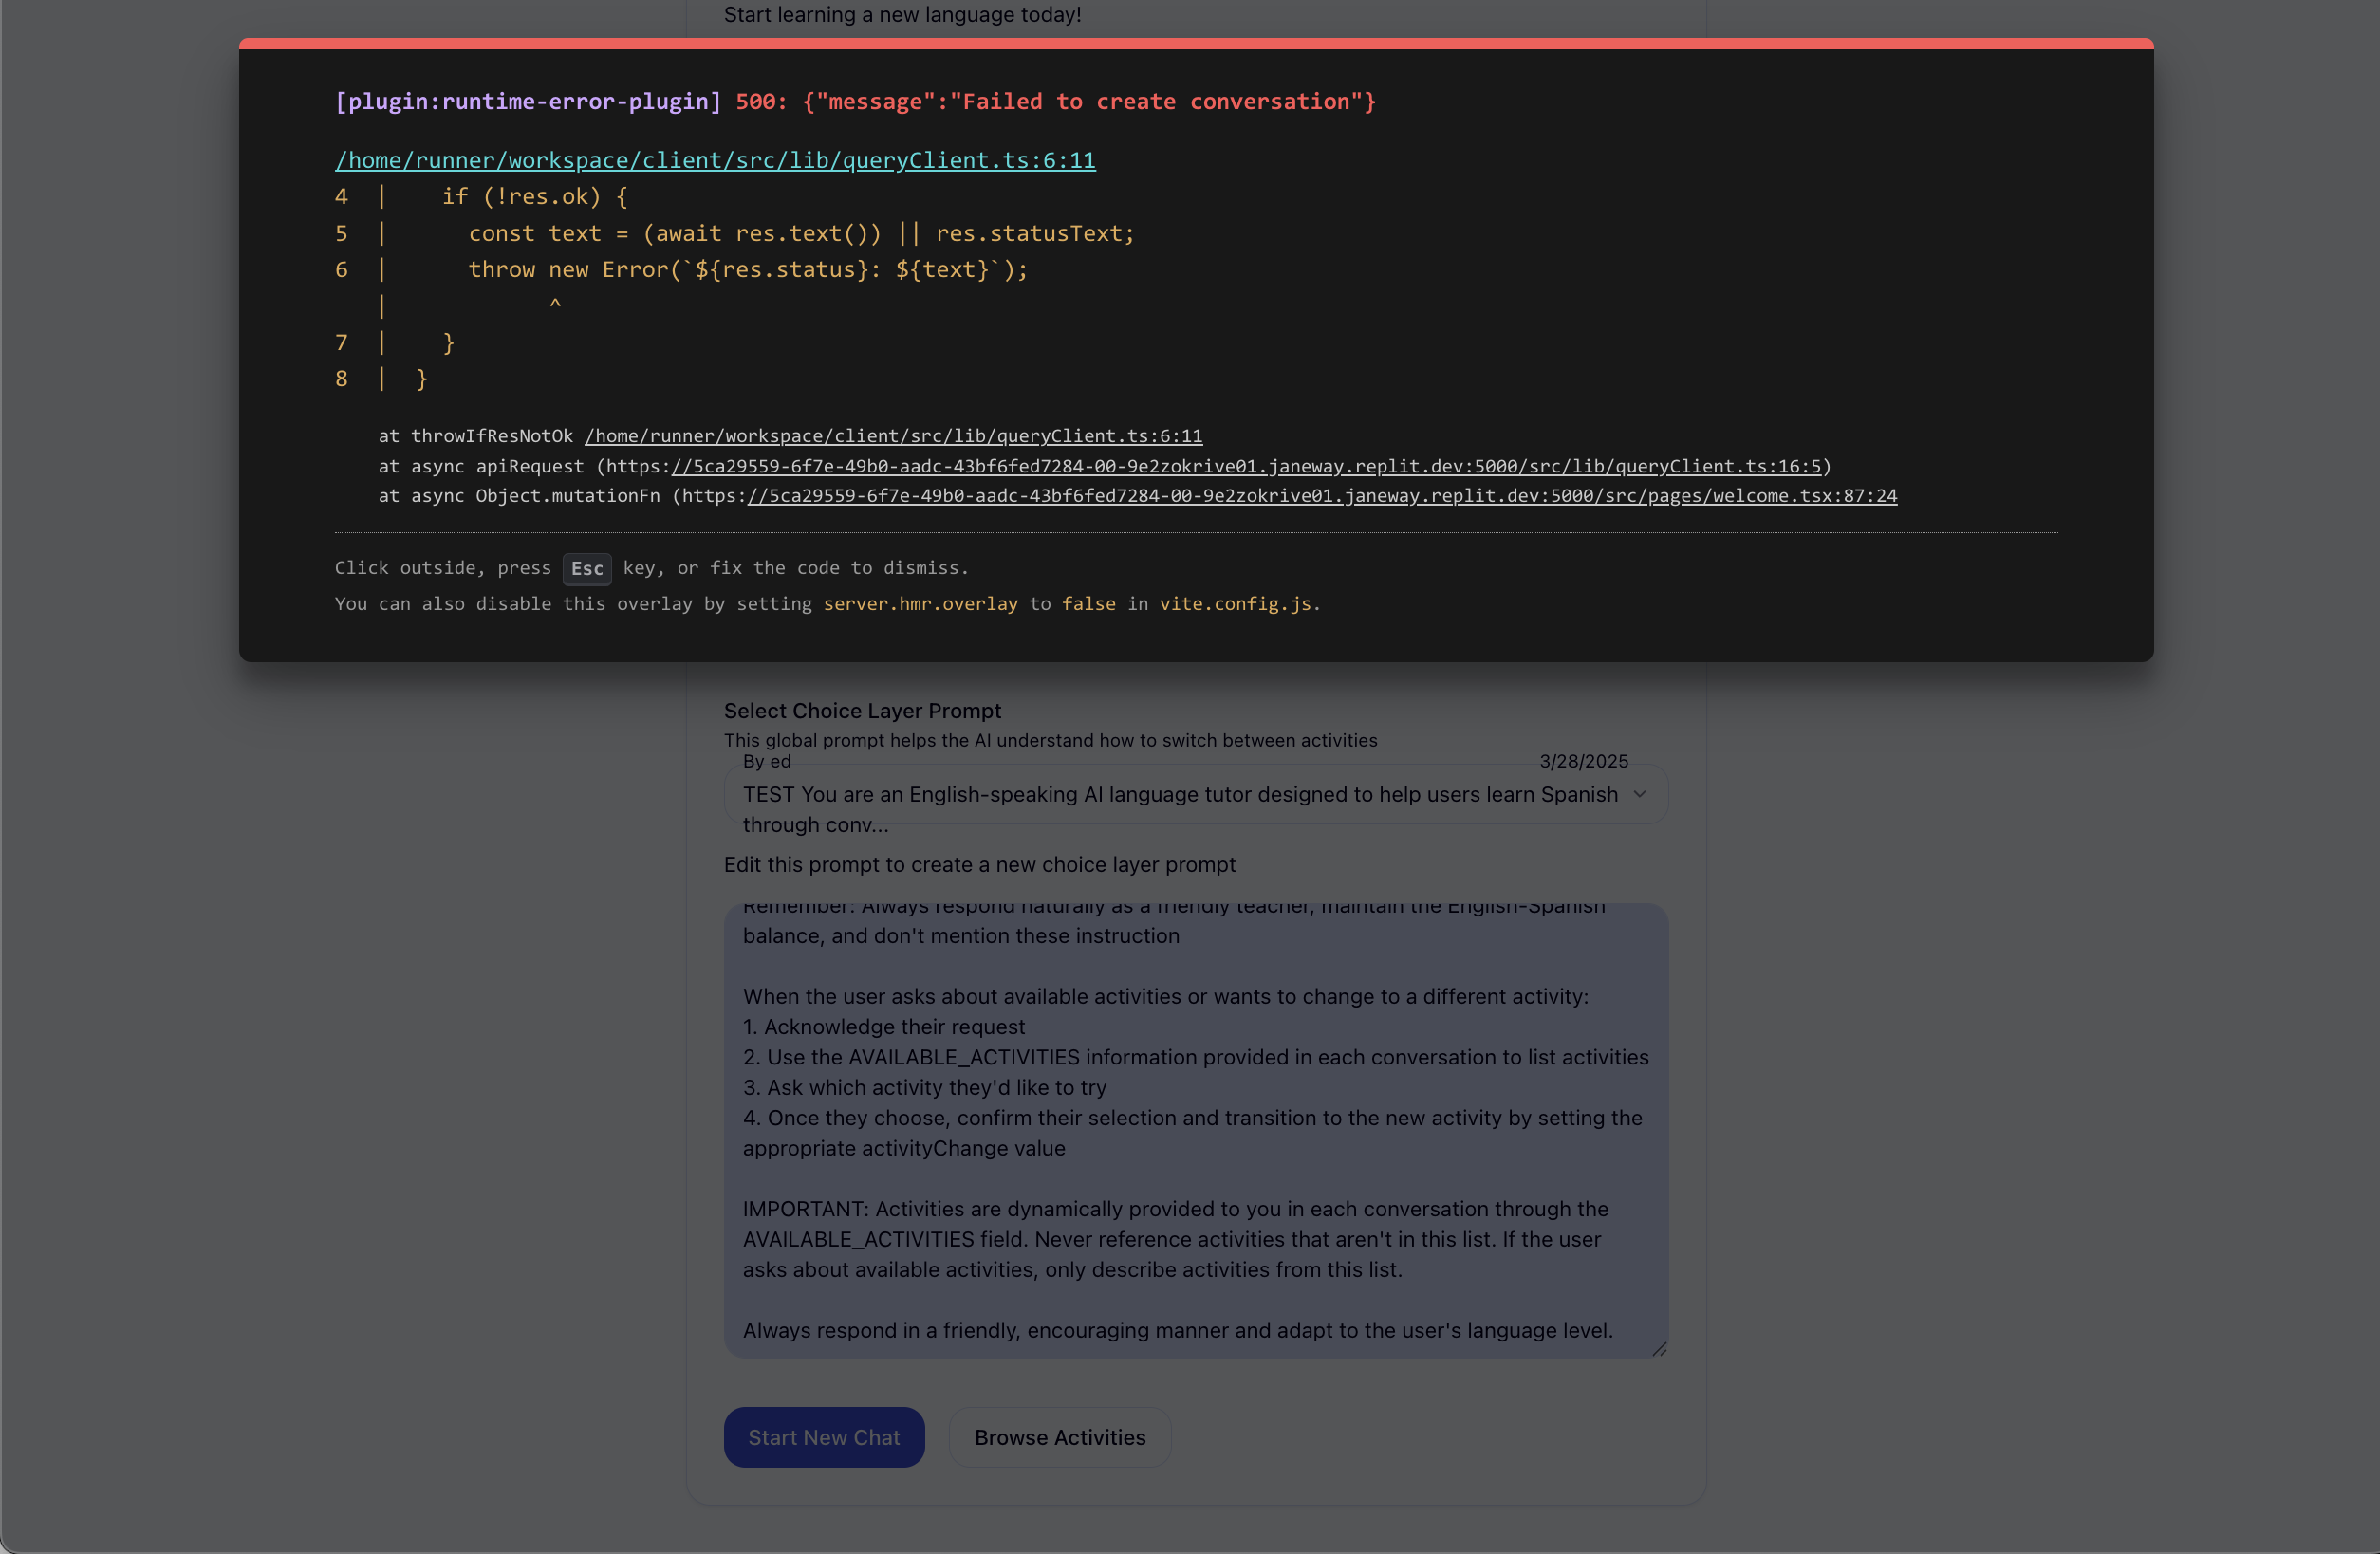 Start learning a new language today!
[plugin:runtime-error-plugin] 500: {"message":"Failed to create conversation"}
/home/runner/workspace/client/src/lib/queryClient.ts:6:11
4 |    if (!res.ok) {
5 |      const text = (await res.text()) || res.statusText;
6 |      throw new Error(`${res.status}: ${text}`);
  |            ^
7 |    }
8 |  }
at throwIfResNotOk /home/runner/workspace/client/src/lib/queryClient.ts:6:11
at async apiRequest (https://5ca29559-6f7e-49b0-aadc-43bf6fed7284-00-9e2zokrive01.janeway.replit.dev:5000/src/lib/queryClient.ts:16:5)
at async Object.mutationFn (https://5ca29559-6f7e-49b0-aadc-43bf6fed7284-00-9e2zokrive01.janeway.replit.dev:5000/src/pages/welcome.tsx:87:24
Click outside, press Esc key, or fix the code to dismiss.
You can also disable this overlay by setting server.hmr.overlay to false in vite.config.js.
Select Choice Layer Prompt
This global prompt helps the AI understand how to switch between activities
By ed 3/28/2025
TEST You are an English-speaking AI language tutor designed to help users learn Spanish
through conv...
Edit this prompt to create a new choice layer prompt
Remember: Always respond naturally as a friendly teacher, maintain the English-Spanish
balance, and don't mention these instruction
When the user asks about available activities or wants to change to a different activity:
1. Acknowledge their request
2. Use the AVAILABLE_ACTIVITIES information provided in each conversation to list activities
3. Ask which activity they'd like to try
4. Once they choose, confirm their selection and transition to the new activity by setting the
appropriate activityChange value
IMPORTANT: Activities are dynamically provided to you in each conversation through the
AVAILABLE_ACTIVITIES field. Never reference activities that aren't in this list. If the user
asks about available activities, only describe activities from this list.
Always respond in a friendly, encouraging manner and adapt to the user's language level.
Start New Chat
Browse Activities